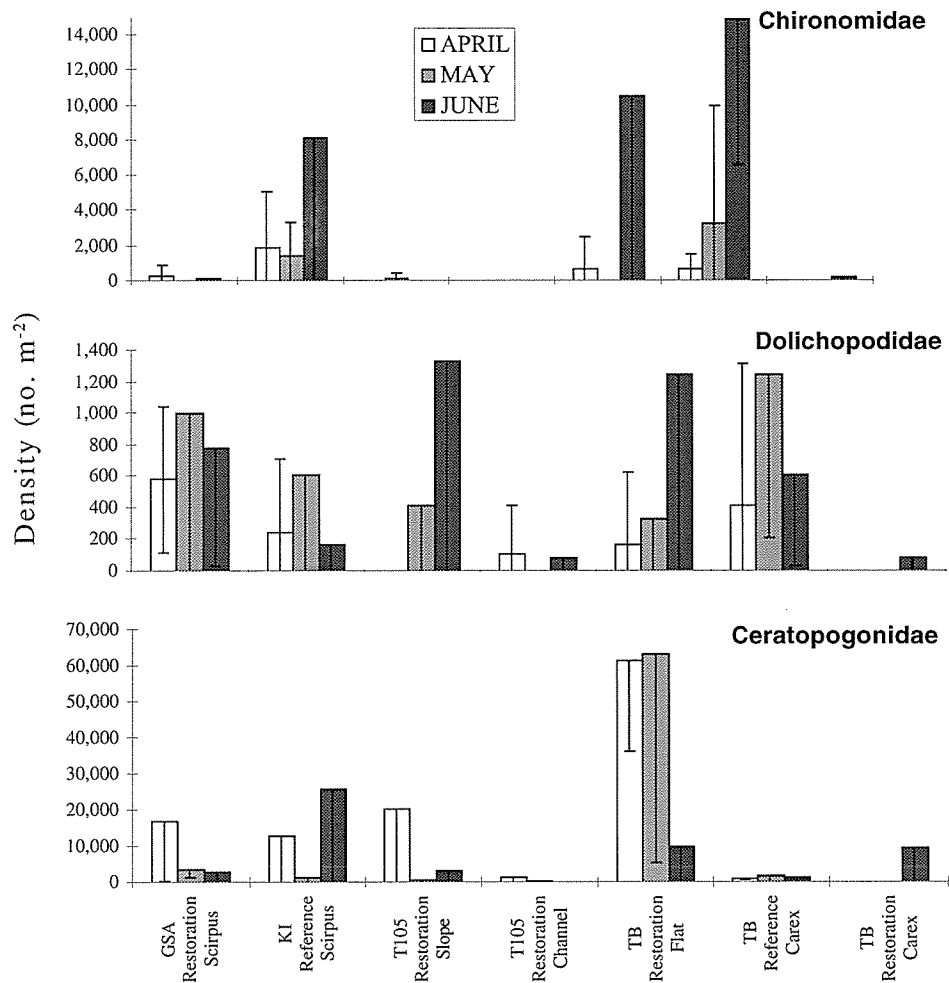 Chironomidae
APRIL
MAY
JUNE
14,000
12,000
10,000
8,000
6,000
4,000
2,000
0
Density (no. m-2)
Dolichopodidae
1,400
1,200
1,000
800
600
400
200
0
Ceratopogonidae
70,000
60,000
50,000
40,000
30,000
20,000
10,000
0
GSA
Restoration
Scirpus
KI
Reference
Scirpus
T105
Restoration
Slope
T105
Restoration
Channel
TB
Restoration
Flat
TB
Reference
Carex
TB
Restoration
Carex